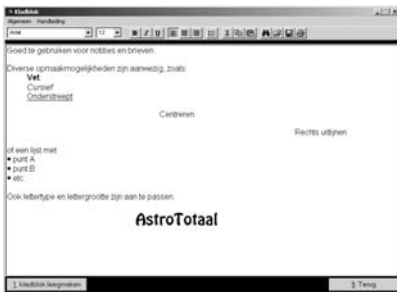 Kladblok
Algemeen Handleiding
Arial 12 B I U
Goed te gebruiken voor notities en brieven.
Diverse opmaakmogelijkheden zijn aanwezig, zoals:
Vet
Cursief
Onderstreept
Centreren
Rechts uitlijnen
of een lijst met
• punt A
• punt B
• etc.
Ook lettertype en lettergrootte zijn aan te passen.
AstroTotaal
1 kladblok leegmaken
3 Terug